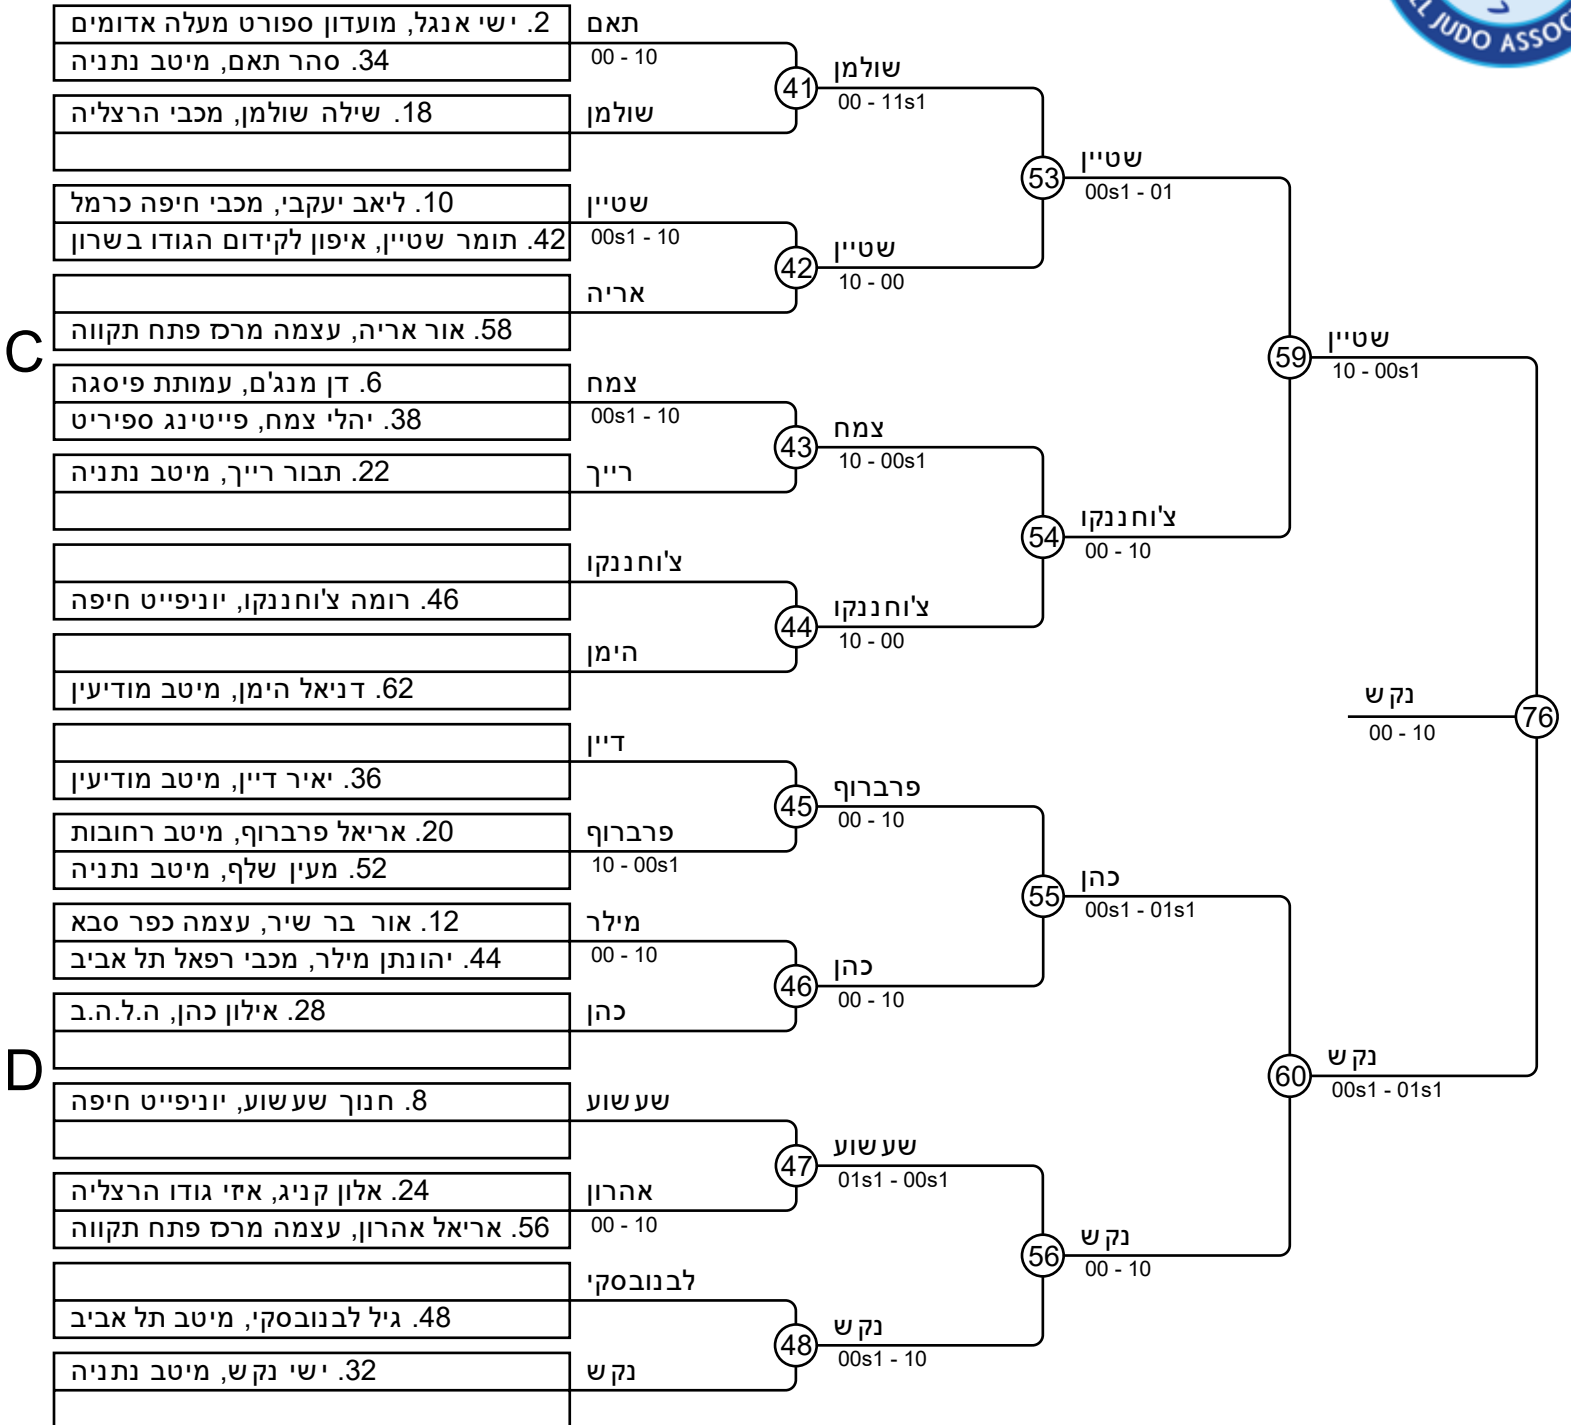 2. ישי אנגל, מועדון ספורט מעלה אדומים
34. סהר תאם, מיטב נתניה
18. שילה שולמן, מכבי הרצליה
10. ליאב יעקבי, מכבי חיפה כרמל
42. תומר שטיין, איפון לקידום הגודו בשרון
58. אור אריה, עצמה מרכז פתח תקווה
C
6. דן מנג'ם, עמותת פיסגה
38. יהלי צמח, פייטינג ספיריט
22. תבור רייך, מיטב נתניה
46. רומה צ'וחננקו, יוניפייט חיפה
62. דניאל הימן, מיטב מודיעין
36. יאיר דיין, מיטב מודיעין
20. אריאל פרברוף, מיטב רחובות
52. מעין שלף, מיטב נתניה
12. אור בר שיר, עצמה כפר סבא
44. יהונתן מילר, מכבי רפאל תל אביב
28. אילון כהן, ה.ל.ה.ב
D
8. חנוך שעשוע, יוניפייט חיפה
24. אלון קניג, איזי גודו הרצליה
56. אריאל אהרון, עצמה מרכז פתח תקווה
48. גיל לבנובסקי, מיטב תל אביב
32. ישי נקש, מיטב נתניה
תאם
00 - 10
שולמן
שטיין
00s1 - 10
אריה
צמח
00s1 - 10
רייך
צ'וחננקו
הימן
דיין
פרברוף
10 - 00s1
מילר
00 - 10
כהן
שעשוע
אהרון
00 - 10
לבנובסקי
נקש
41
42
43
44
45
46
47
48
שולמן
00 - 11s1
שטיין
10 - 00
צמח
10 - 00s1
צ'וחננקו
10 - 00
פרברוף
00 - 10
כהן
00 - 10
שעשוע
01s1 - 00s1
נקש
00s1 - 10
53
54
55
56
שטיין
00s1 - 01
צ'וחננקו
00 - 10
כהן
00s1 - 01s1
נקש
00 - 10
59
60
שטיין
10 - 00s1
נקש
00s1 - 01s1
76
נקש
00 - 10
JUDO